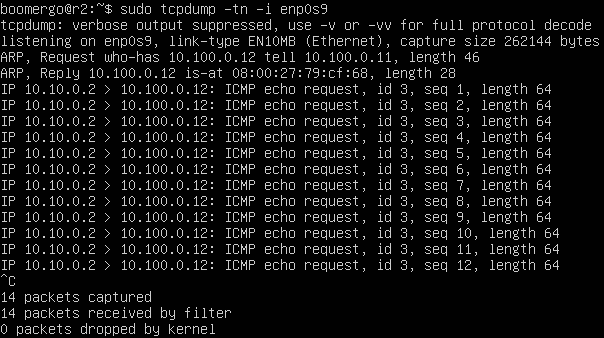 boomergo@r2:~$ sudo tcpdump -tn -i enp0s9
tcpdump: verbose output suppressed, use -v or -vv for full protocol decode
listening on enp0s9, link-type EN10MB (Ethernet), capture size 262144 bytes
ARP, Request who-has 10.100.0.12 tell 10.100.0.11, length 46
ARP, Reply 10.100.0.12 is-at 08:00:27:79:cf:68, length 28
IP 10.10.0.2 > 10.100.0.12: ICMP echo request, id 3, seq 1, length 64
IP 10.10.0.2 > 10.100.0.12: ICMP echo request, id 3, seq 2, length 64
IP 10.10.0.2 > 10.100.0.12: ICMP echo request, id 3, seq 3, length 64
IP 10.10.0.2 > 10.100.0.12: ICMP echo request, id 3, seq 4, length 64
IP 10.10.0.2 > 10.100.0.12: ICMP echo request, id 3, seq 5, length 64
IP 10.10.0.2 > 10.100.0.12: ICMP echo request, id 3, seq 6, length 64
IP 10.10.0.2 > 10.100.0.12: ICMP echo request, id 3, seq 7, length 64
IP 10.10.0.2 > 10.100.0.12: ICMP echo request, id 3, seq 8, length 64
IP 10.10.0.2 > 10.100.0.12: ICMP echo request, id 3, seq 9, length 64
IP 10.10.0.2 > 10.100.0.12: ICMP echo request, id 3, seq 10, length 64
IP 10.10.0.2 > 10.100.0.12: ICMP echo request, id 3, seq 11, length 64
IP 10.10.0.2 > 10.100.0.12: ICMP echo request, id 3, seq 12, length 64
^C
14 packets captured
14 packets received by filter
0 packets dropped by kernel